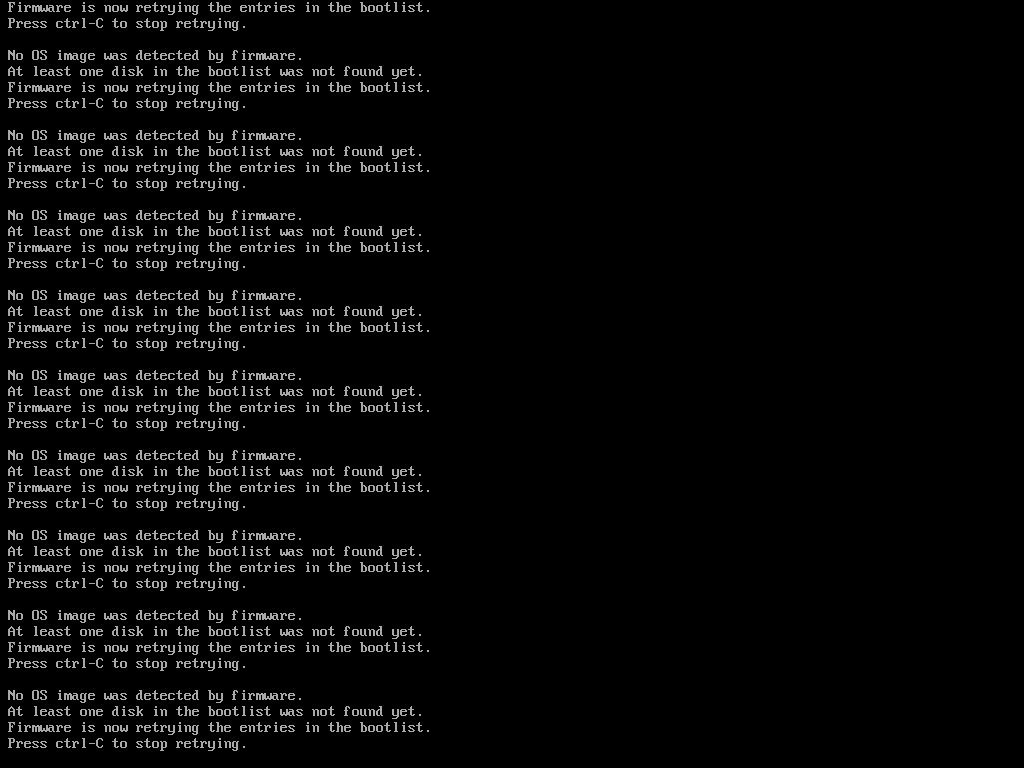 Firmware is now retrying the entries in the bootlist.
Press ctrl-C to stop retrying.

No OS image was detected by firmware.
At least one disk in the bootlist was not found yet.
Firmware is now retrying the entries in the bootlist.
Press ctrl-C to stop retrying.

No OS image was detected by firmware.
At least one disk in the bootlist was not found yet.
Firmware is now retrying the entries in the bootlist.
Press ctrl-C to stop retrying.

No OS image was detected by firmware.
At least one disk in the bootlist was not found yet.
Firmware is now retrying the entries in the bootlist.
Press ctrl-C to stop retrying.

No OS image was detected by firmware.
At least one disk in the bootlist was not found yet.
Firmware is now retrying the entries in the bootlist.
Press ctrl-C to stop retrying.

No OS image was detected by firmware.
At least one disk in the bootlist was not found yet.
Firmware is now retrying the entries in the bootlist.
Press ctrl-C to stop retrying.

No OS image was detected by firmware.
At least one disk in the bootlist was not found yet.
Firmware is now retrying the entries in the bootlist.
Press ctrl-C to stop retrying.

No OS image was detected by firmware.
At least one disk in the bootlist was not found yet.
Firmware is now retrying the entries in the bootlist.
Press ctrl-C to stop retrying.

No OS image was detected by firmware.
At least one disk in the bootlist was not found yet.
Firmware is now retrying the entries in the bootlist.
Press ctrl-C to stop retrying.

No OS image was detected by firmware.
At least one disk in the bootlist was not found yet.
Firmware is now retrying the entries in the bootlist.
Press ctrl-C to stop retrying.